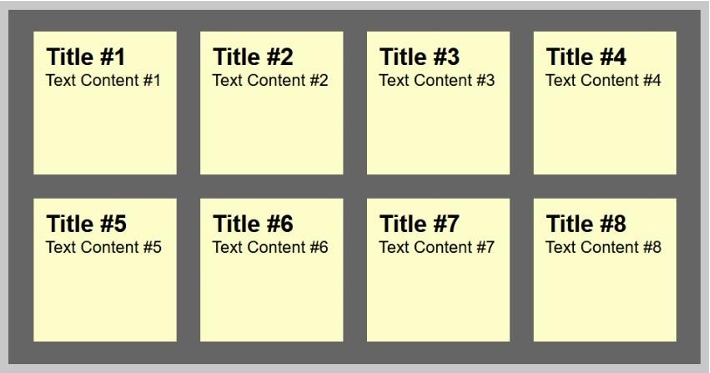 Title #1
Text Content #1
Title #2
Text Content #2
Title #3
Text Content #3
Title #4
Text Content #4
Title #5
Text Content #5
Title #6
Text Content #6
Title #7
Text Content #7
Title #8
Text Content #8